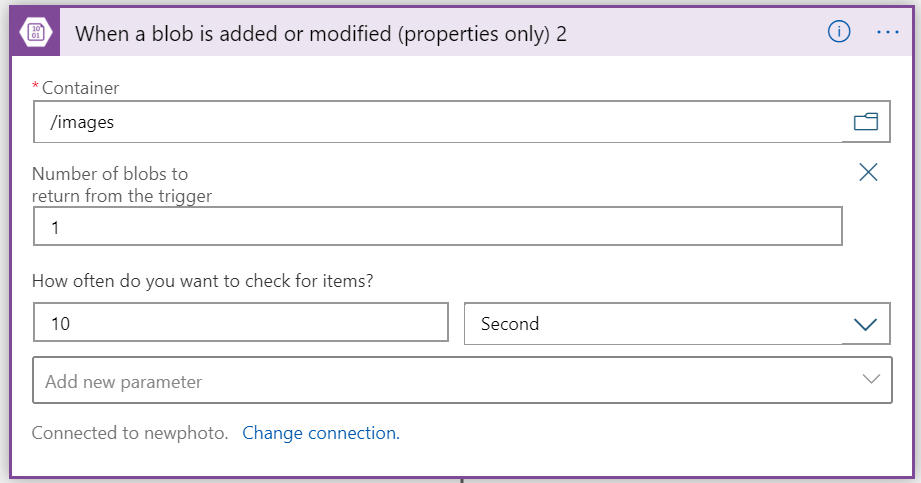 10
01
When a blob is added or modified (properties only) 2
* Container
/images
Number of blobs to
return from the trigger
1
How often do you want to check for items?
10
Second
Add new parameter
Connected to newphoto. Change connection.